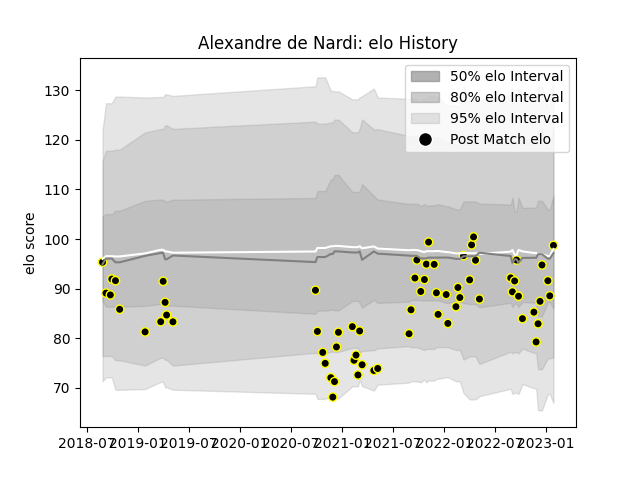 Alexandre de Nardi: elo History
50% elo Interval
80% elo Interval
95% elo Interval
Post Match elo
elo score
130
120
110
100
90
80
70
2018-07 2019-01 2019-07 2020-01 2020-07 2021-01 2021-07 2022-01 2022-07 2023-01